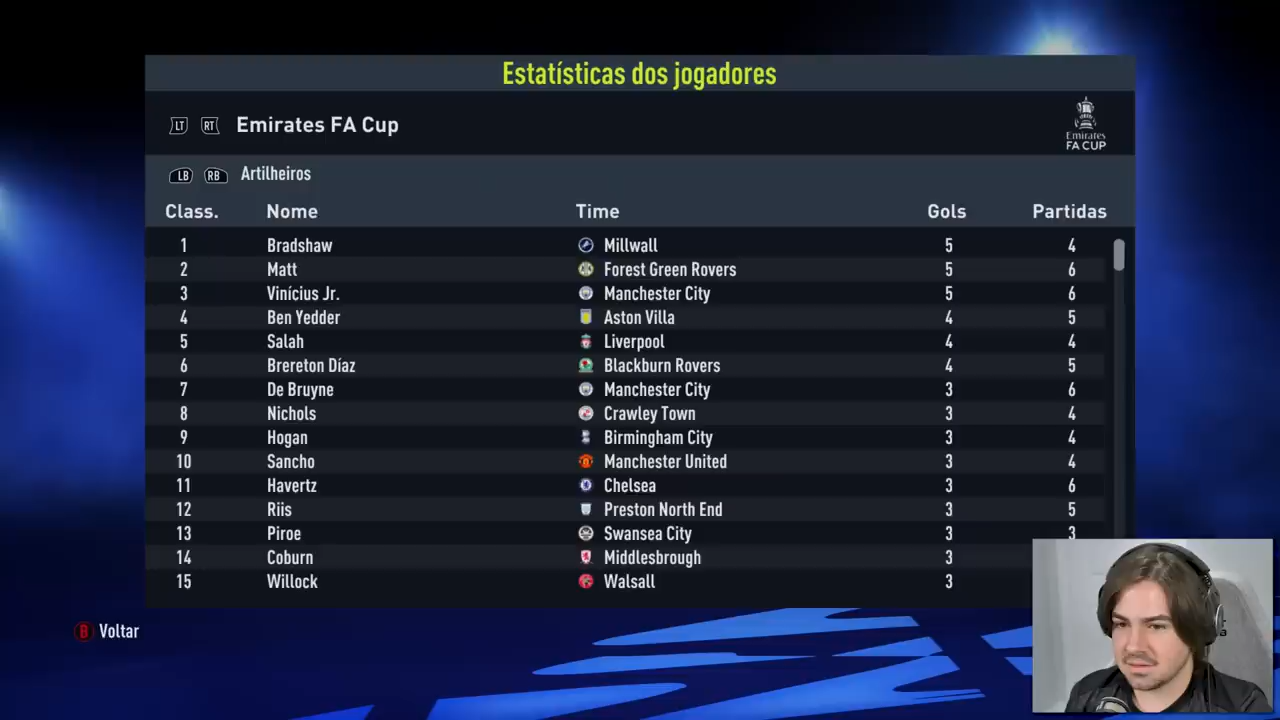 Estatísticas dos jogadores
LT RT Emirates FA Cup
Emirates
FA CUP
LB RB Artilheiros
Class. Nome Time Gols Partidas
1 Bradshaw Millwall 5 4
2 Matt Forest Green Rovers 5 6
3 Vinícius Jr. Manchester City 5 6
4 Ben Yedder Aston Villa 4 5
5 Salah Liverpool 4 4
6 Brereton Díaz Blackburn Rovers 4 5
7 De Bruyne Manchester City 3 6
8 Nichols Crawley Town 3 4
9 Hogan Birmingham City 3 4
10 Sancho Manchester United 3 4
11 Havertz Chelsea 3 6
12 Riis Preston North End 3 5
13 Piroe Swansea City 3 3
14 Coburn Middlesbrough 3
15 Willock Walsall 3
B Voltar